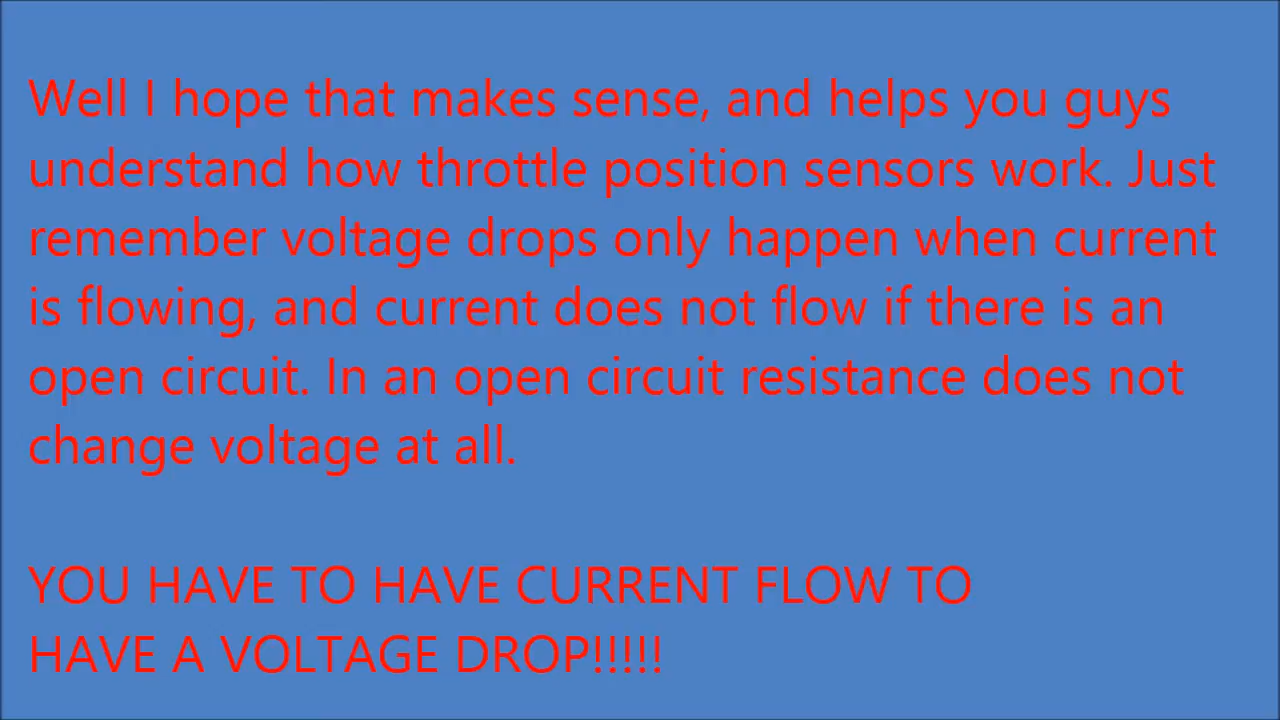 Well I hope that makes sense, and helps you guys
understand how throttle position sensors work. Just
remember voltage drops only happen when current
is flowing, and current does not flow if there is an
open circuit. In an open circuit resistance does not
change voltage at all.
YOU HAVE TO HAVE CURRENT FLOW TO
HAVE A VOLTAGE DROP!!!!!